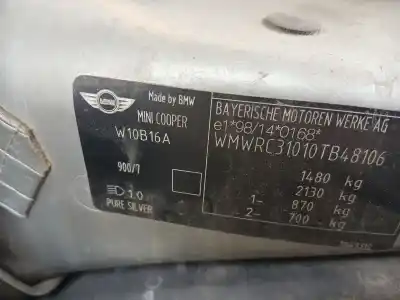 MINI
Made by BMW
MINI COOPER
W10B16A
900/7
1.0
PURE SILVER
BAYERISCHE MOTOREN WERKE AG
e1*98/14*0168*
WMWRC31010TB48106
1480 kg
2130 kg
1- 870 kg
2- 700 kg